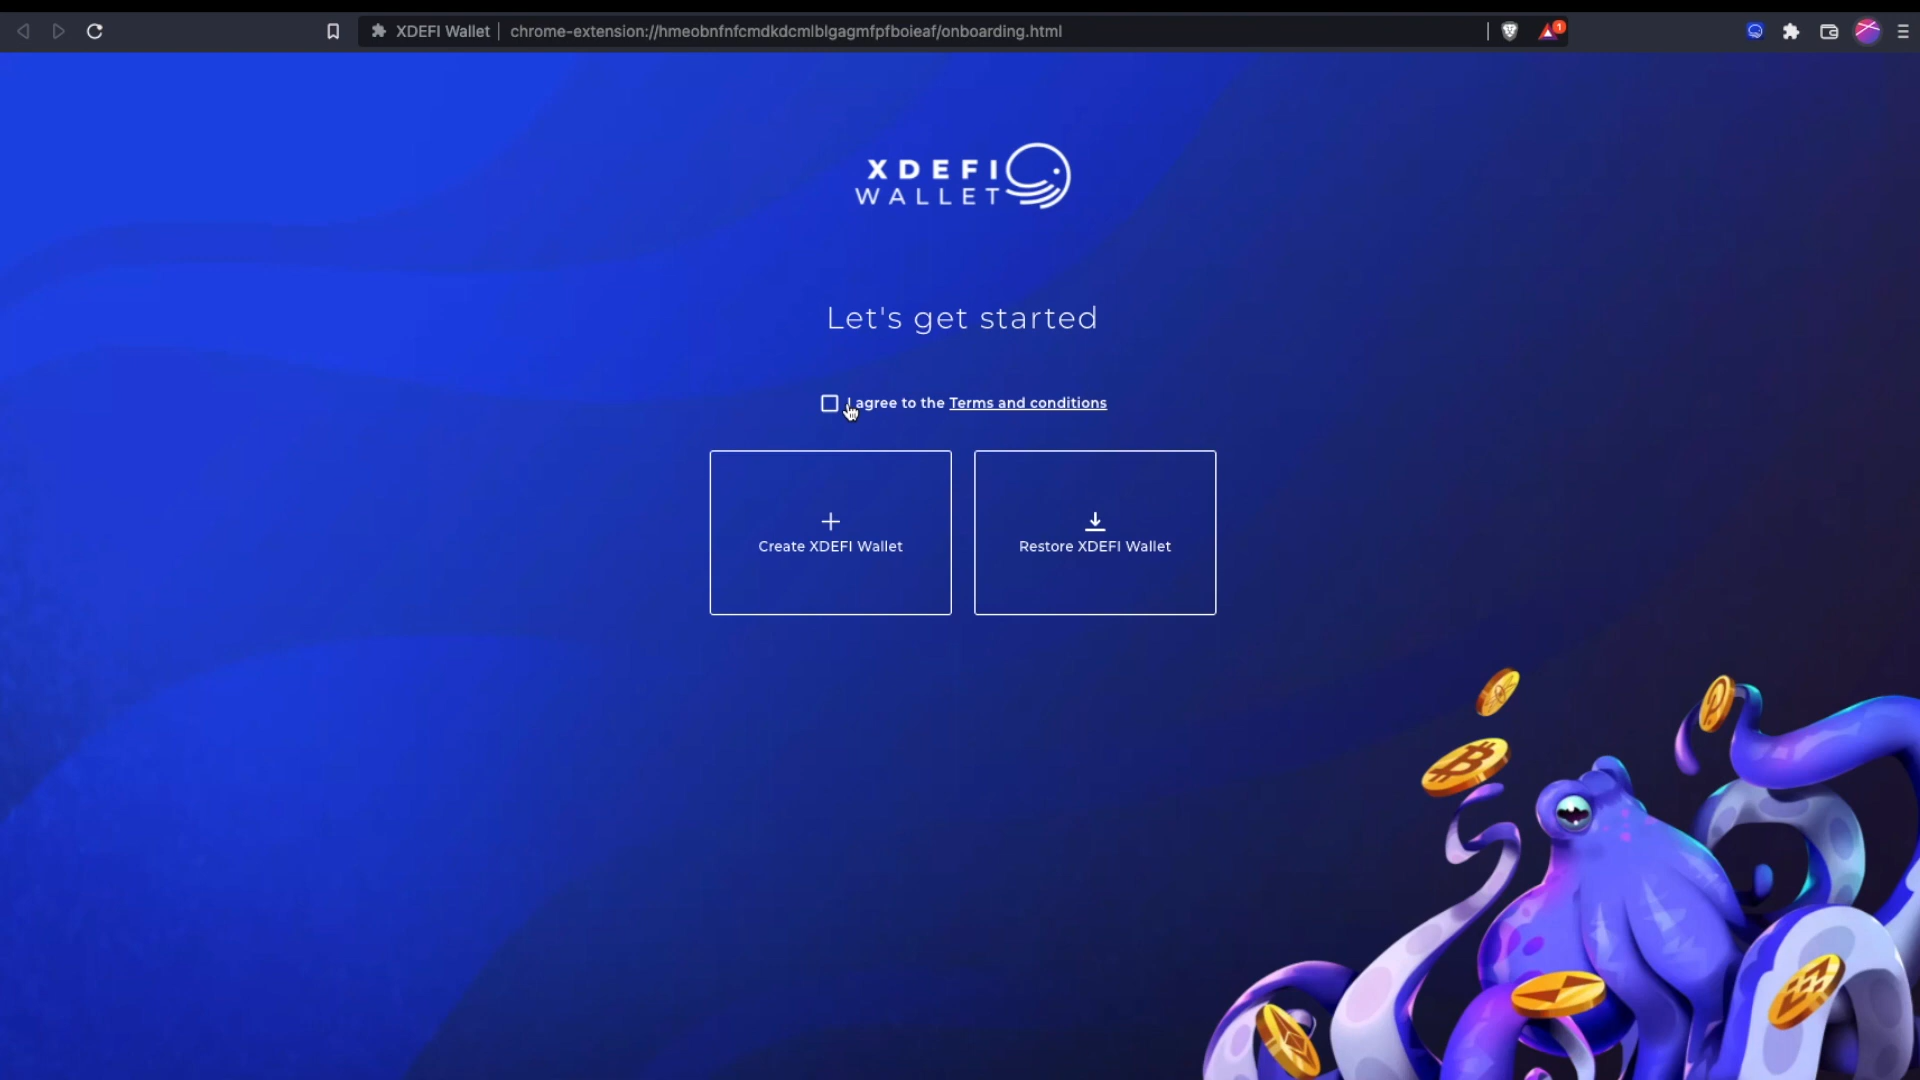 XDEFI Wallet
chrome-extension://hmeobnfnfcmdkdcmlblgagmfpfboieaf/onboarding.html
1
XDEFI
WALLET
Let's get started
I agree to the Terms and conditions
Create XDEFI Wallet
Restore XDEFI Wallet